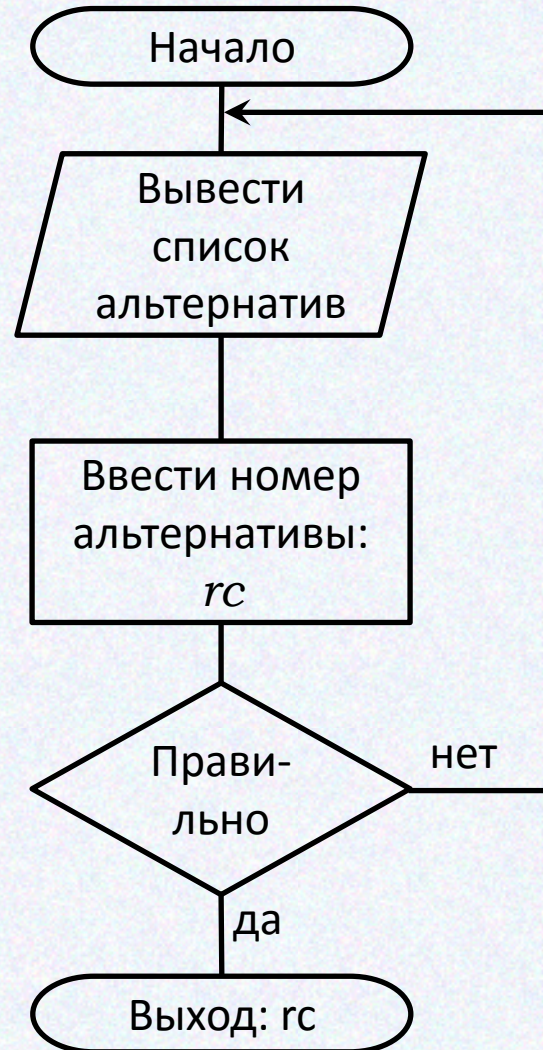 Начало
Вывести
список
альтернатив
Ввести номер
альтернативы:
rc
Прави-
льно
нет
да
Выход: rc